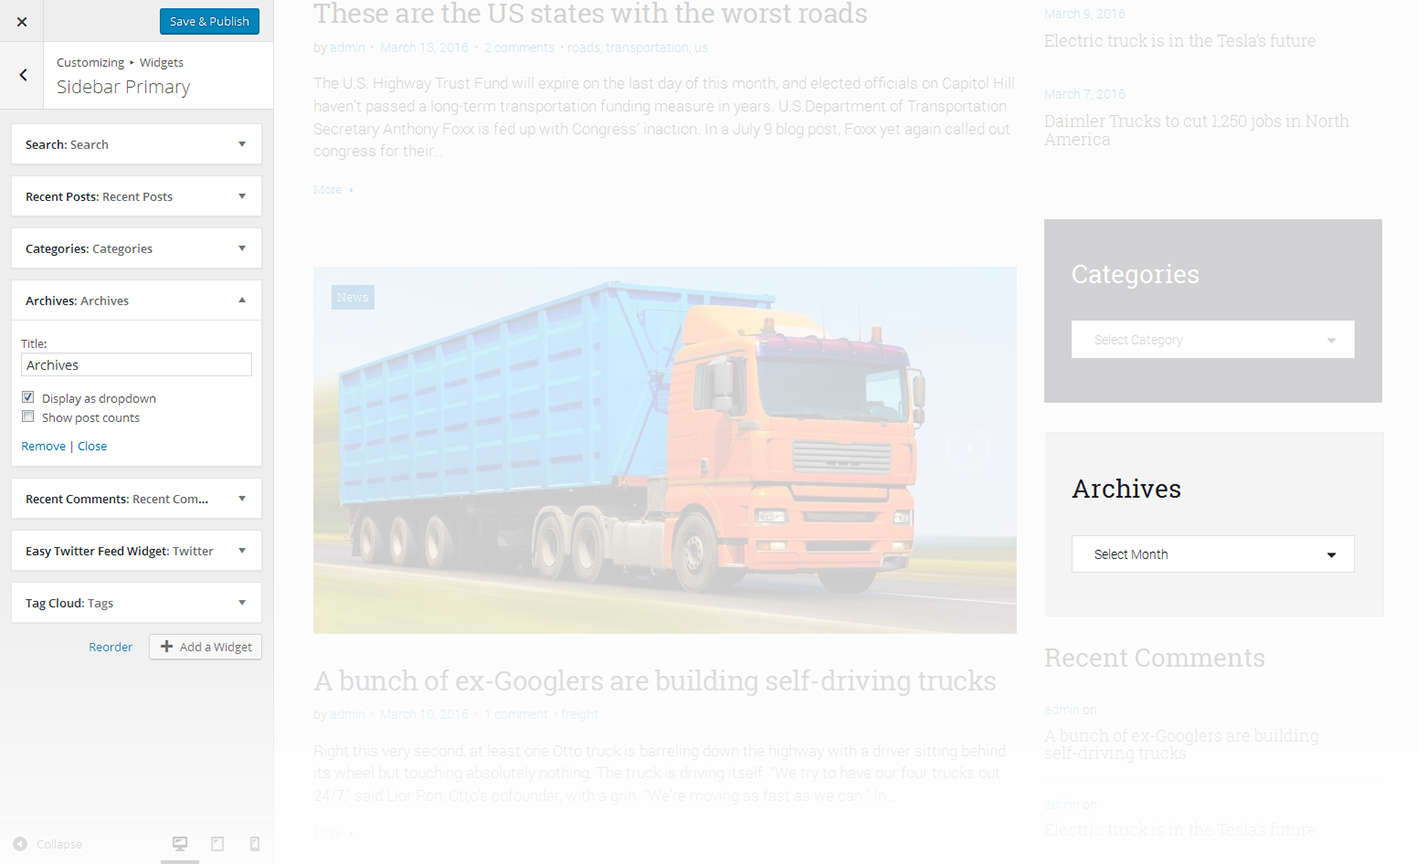 Save & Publish
Customizing ▸ Widgets
Sidebar Primary
Search: Search
Recent Posts: Recent Posts
Categories: Categories
Archives: Archives
Title:
Archives
Display as dropdown
Show post counts
Remove | Close
Recent Comments: Recent Com...
Easy Twitter Feed Widget: Twitter
Tag Cloud: Tags
Reorder
Add a Widget
Collapse
These are the US states with the worst roads
by admin • March 13, 2016 • 2 comments • roads, transportation, us
The U.S. Highway Trust Fund will expire on the last day of this month, and elected officials on Capitol Hill
haven't passed a long-term transportation funding measure in years. U.S.Department of Transportation
Secretary Anthony Foxx is fed up with Congress' inaction. In a July 9 blog post, Foxx yet again called out
congress for their...
More
News
A bunch of ex-Googlers are building self-driving trucks
by admin • March 10, 2016 • 1 comment • freight
Right this very second, at least one Otto truck is barreling down the highway with a driver sitting behind
its wheel but touching absolutely nothing. The truck is driving itself. "We try to have our four trucks out
24/7," said Lior Ron, Otto's cofounder, with a grin. "We're moving as fast as we can." In...
More
March 9, 2016
Electric truck is in the Tesla's future
March 7, 2016
Daimler Trucks to cut 1,250 jobs in North
America
Categories
Select Category
Archives
Select Month
Recent Comments
admin on
A bunch of ex-Googlers are building
self-driving trucks
admin on
Electric truck is in the Tesla's future